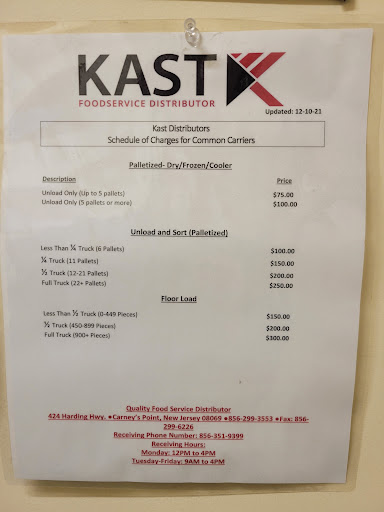 KAST
FOODSERVICE DISTRIBUTOR
Updated: 12-10-21
Kast Distributors
Schedule of Charges for Common Carriers
Palletized- Dry/Frozen/Cooler
Description Price
Unload Only (Up to 5 pallets) $75.00
Unload Only (5 pallets or more) $100.00
Unload and Sort (Palletized)
Less Than ¼ Truck (6 Pallets) $100.00
¼ Truck (11 Pallets) $150.00
½ Truck (12-21 Pallets) $200.00
Full Truck (22+ Pallets) $250.00
Floor Load
Less Than ½ Truck (0-449 Pieces) $150.00
½ Truck (450-899 Pieces) $200.00
Full Truck (900+ Pieces) $300.00
Quality Food Service Distributor
424 Harding Hwy. ●Carney's Point, New Jersey 08069 ●856-299-3553 ●Fax: 856-
299-6226
Receiving Phone Number: 856-351-9399
Receiving Hours:
Monday: 12PM to 4PM
Tuesday-Friday: 9AM to 4PM